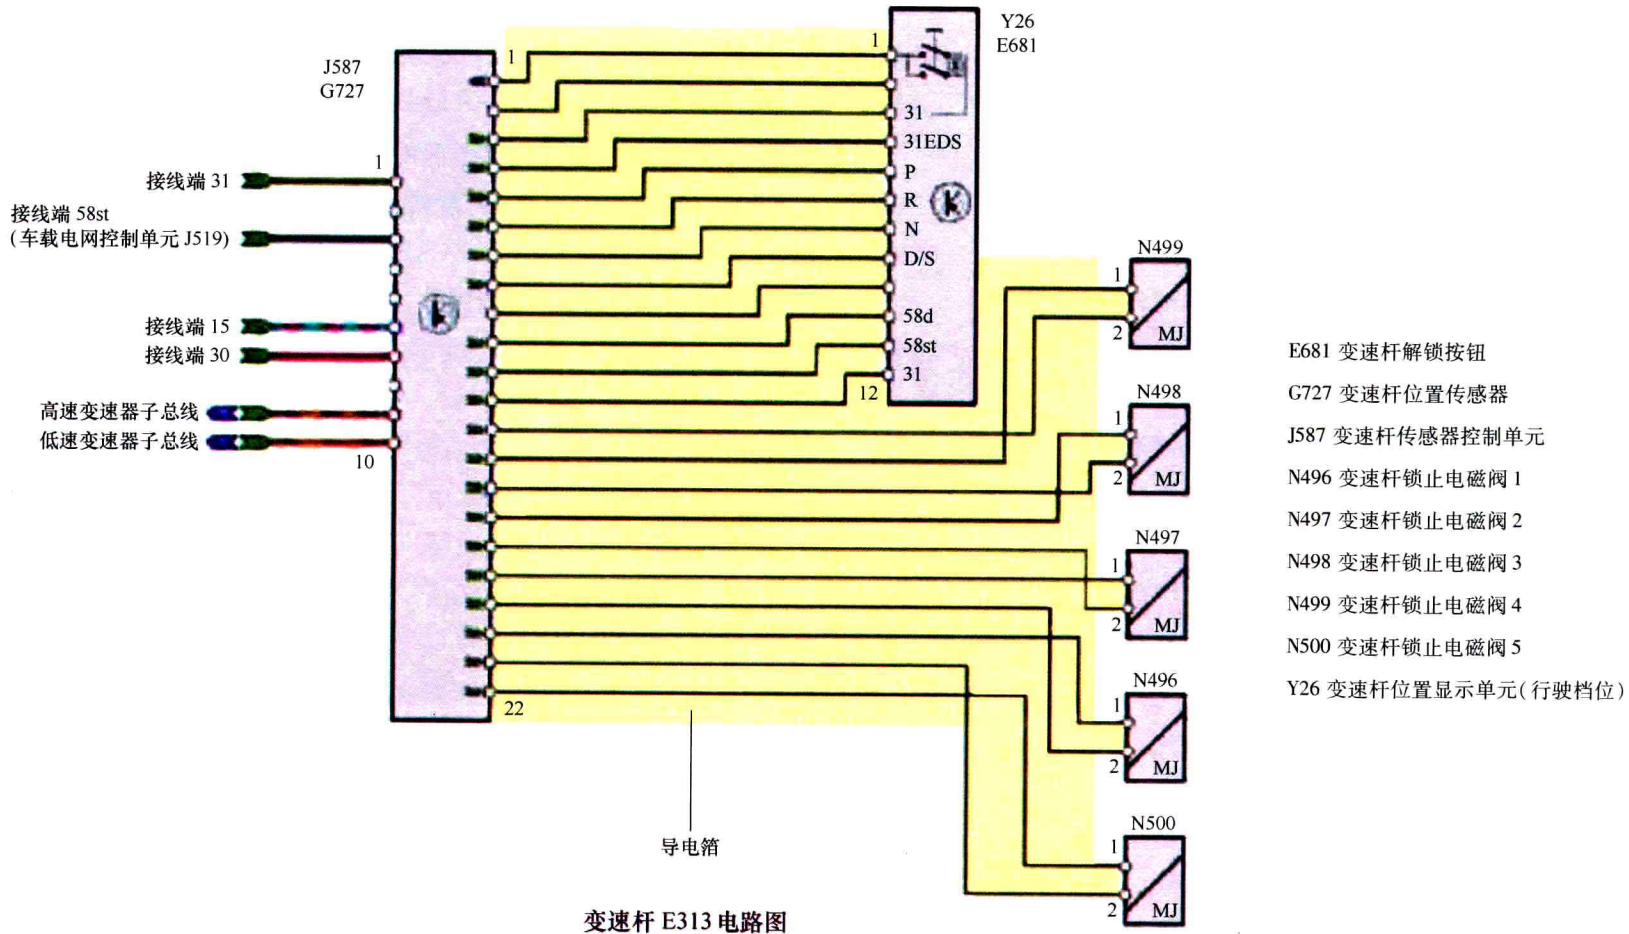 Y26
E681
1
1
J587
G727
31
31EDS
P
R
N
D/S
58d
58st
31
12
1
接线端 31
接线端 58st
(车载电网控制单元 J519)
接线端 15
接线端 30
高速变速器子总线
低速变速器子总线
10
22
N499
1
2
MJ
N498
1
2
MJ
N497
1
2
MJ
N496
1
2
MJ
N500
1
2
MJ
E681 变速杆解锁按钮
G727 变速杆位置传感器
J587 变速杆传感器控制单元
N496 变速杆锁止电磁阀 1
N497 变速杆锁止电磁阀 2
N498 变速杆锁止电磁阀 3
N499 变速杆锁止电磁阀 4
N500 变速杆锁止电磁阀 5
Y26 变速杆位置显示单元(行驶档位)
导电箔
变速杆 E313 电路图